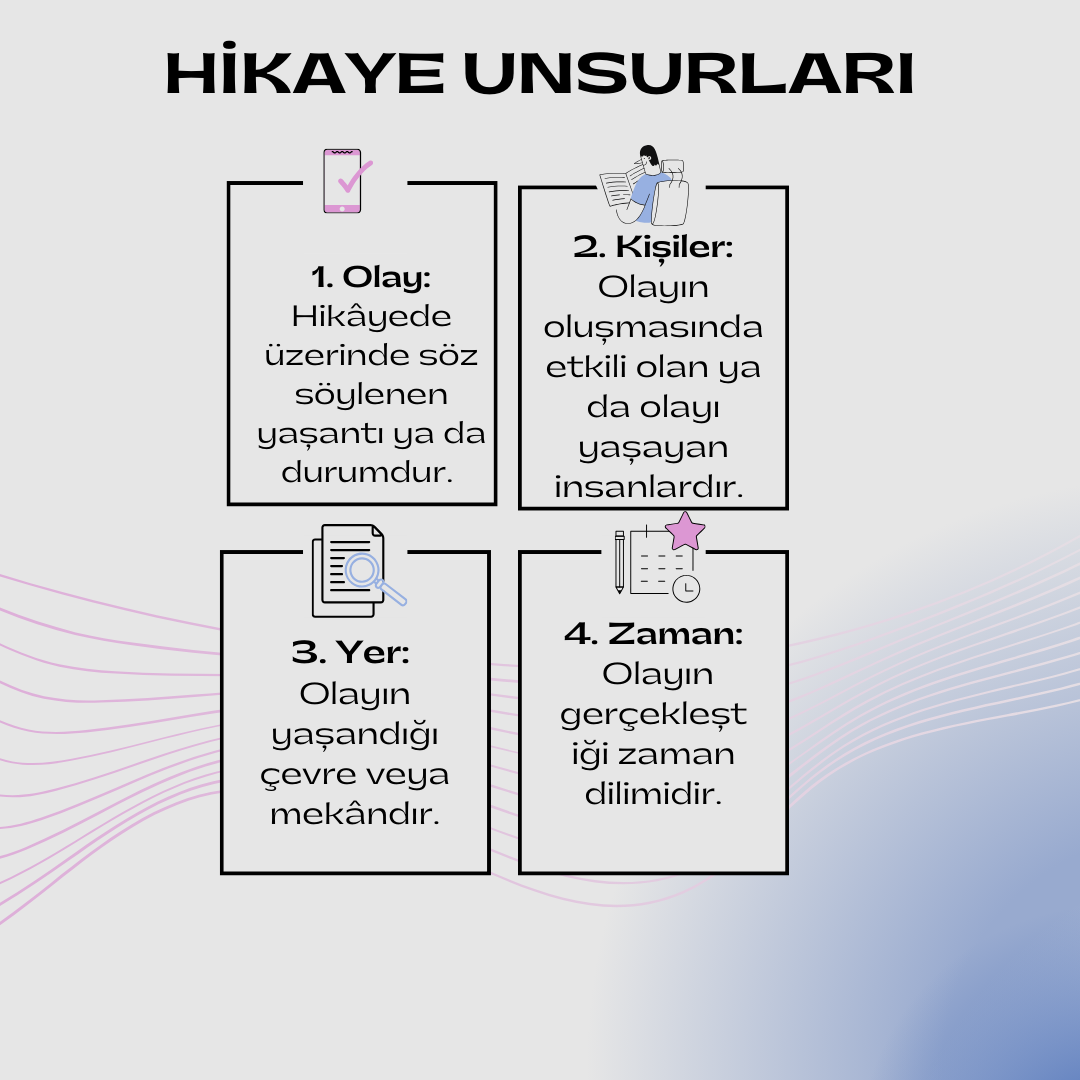 HİKAYE UNSURLARI
1. Olay:
Hikâyede
üzerinde söz
söylenen
yaşantı ya da
durumdur.
2. Kişiler:
Olayın
oluşmasında
etkili olan ya
da olayı
yaşayan
insanlardır.
3. Yer:
Olayın
yaşandığı
çevre veya
mekândır.
4. Zaman:
Olayın
gerçekleşt
iği zaman
dilimidir.